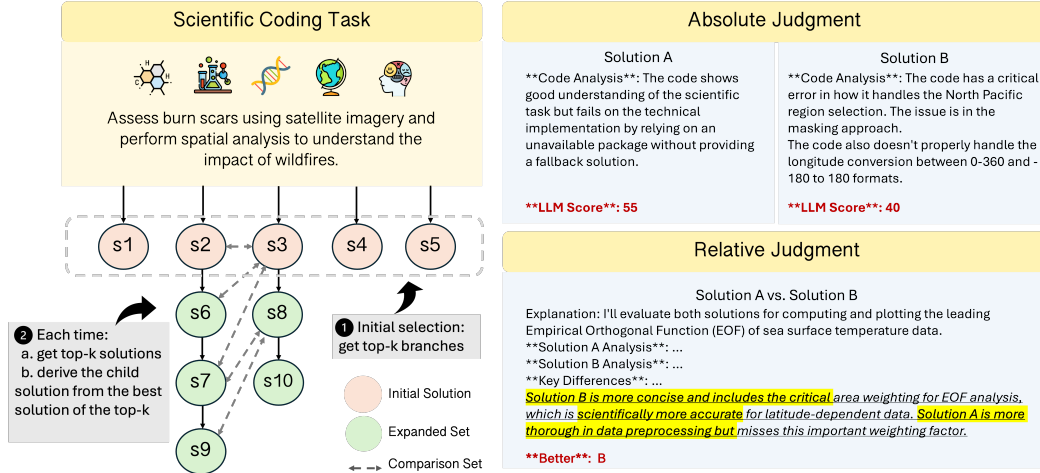 Scientific Coding Task
H
H
Assess burn scars using satellite imagery and
perform spatial analysis to understand the
impact of wildfires.
s1
s2
s3
s4
s5
s6
s8
s7
s10
s9
❷ Each time:
a. get top-k solutions
b. derive the child
solution from the best
solution of the top-k
❶ Initial selection:
get top-k branches
Initial Solution
Expanded Set
Comparison Set
Absolute Judgment
Solution A
**Code Analysis**: The code shows
good understanding of the scientific
task but fails on the technical
implementation by relying on an
unavailable package without providing
a fallback solution.
**LLM Score**: 55
Solution B
**Code Analysis**: The code has a critical
error in how it handles the North Pacific
region selection. The issue is in the
masking approach.
The code also doesn't properly handle the
longitude conversion between 0-360 and -
180 to 180 formats.
**LLM Score**: 40
Relative Judgment
Solution A vs. Solution B
Explanation: I'll evaluate both solutions for computing and plotting the leading
Empirical Orthogonal Function (EOF) of sea surface temperature data.
**Solution A Analysis**: ...
**Solution B Analysis**: ...
**Key Differences**: ...
Solution B is more concise and includes the critical area weighting for EOF analysis,
which is scientifically more accurate for latitude-dependent data. Solution A is more
thorough in data preprocessing but misses this important weighting factor.
**Better**: B